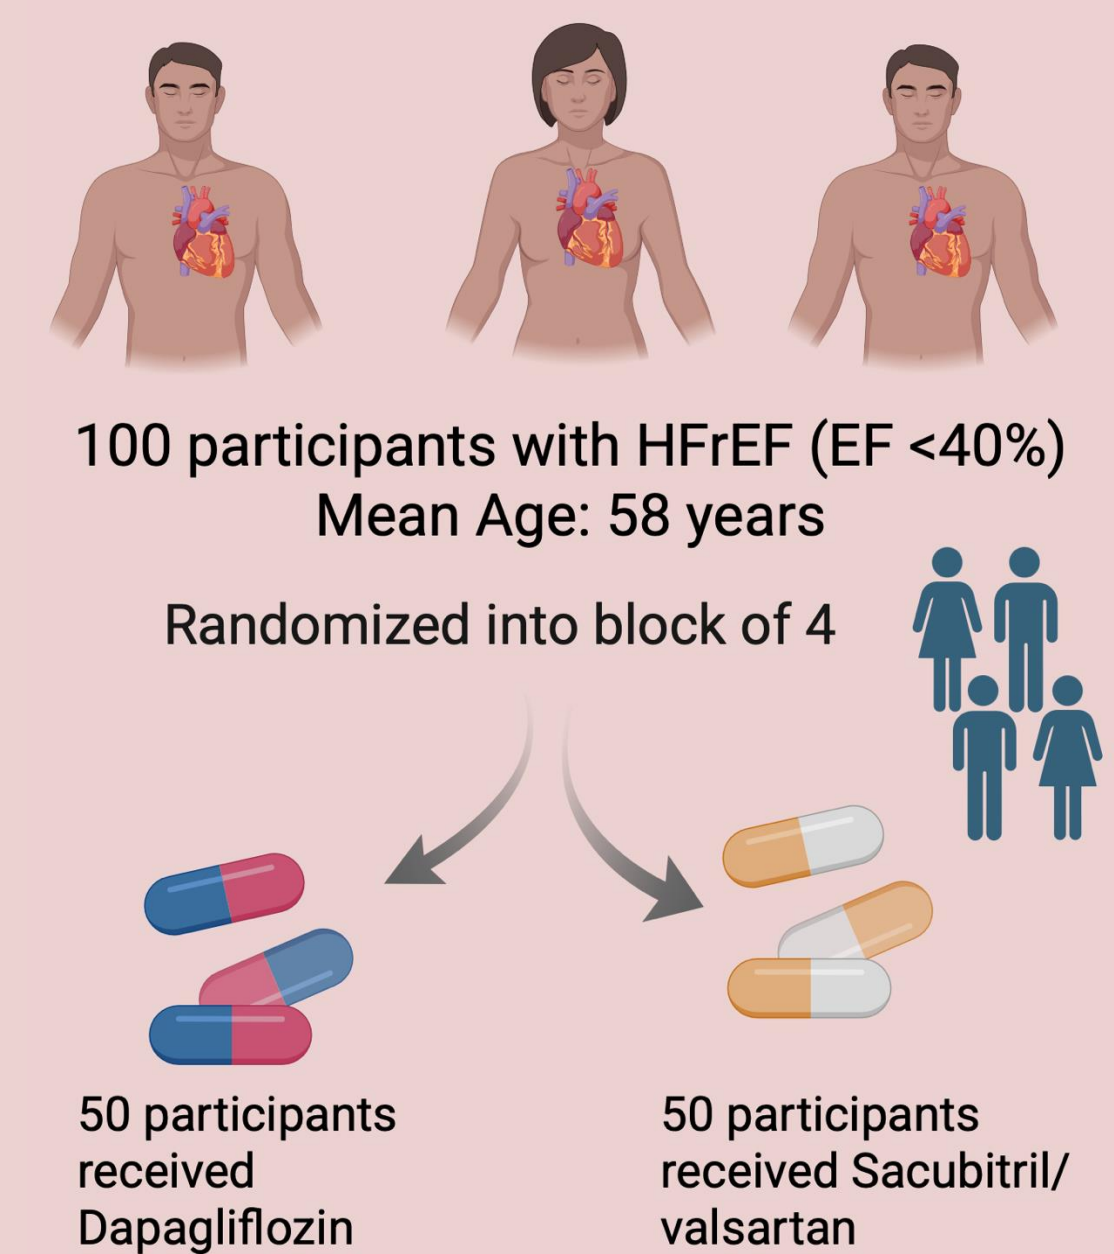 100 participants with HFrEF (EF <40%)
Mean Age: 58 years
Randomized into block of 4
50 participants
received
Dapagliflozin
50 participants
received Sacubitril/
valsartan